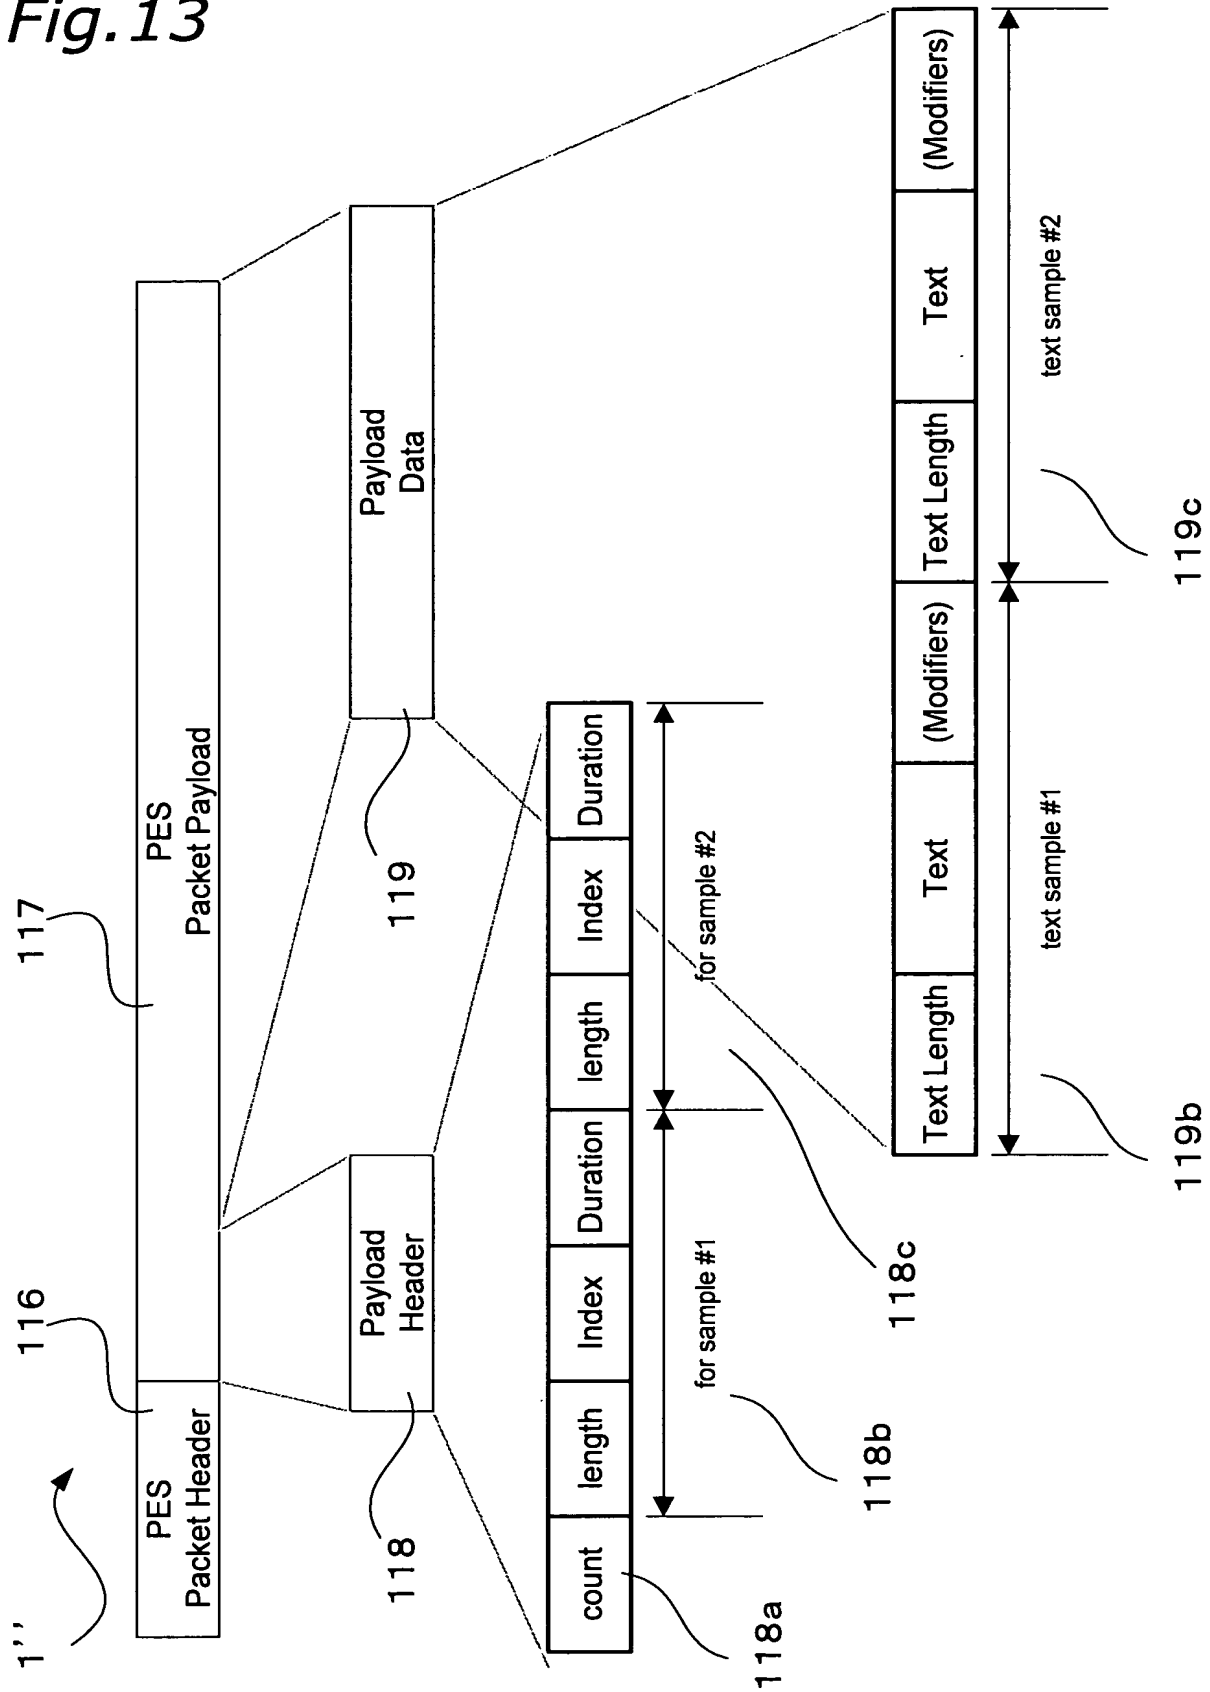 Fig.13
1''
116
117
PES
Packet Header
PES
Packet Payload
118
Payload
Header
119
Payload
Data
count
length
Index
Duration
length
Index
Duration
118a
for sample #1
for sample #2
118b
118c
Text Length
Text
(Modifiers)
Text Length
Text
(Modifiers)
text sample #1
text sample #2
119b
119c